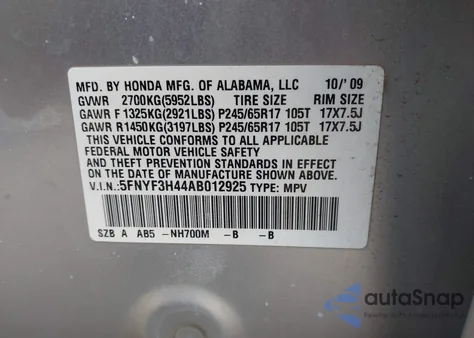 MFD. BY HONDA MFG. OF ALABAMA, LLC 10/'09
GVWR 2700KG(5952LBS) TIRE SIZE RIM SIZE
GAWR F 1325KG(2921LBS) P245/65R17 105T 17X7.5J
GAWR R1450KG(3197LBS) P245/65R17 105T 17X7.5J
THIS VEHICLE CONFORMS TO ALL APPLICABLE
FEDERAL MOTOR VEHICLE SAFETY, BUMPER,
AND THEFT PREVENTION STANDARDS IN EFFECT
ON THE DATE OF MANUFACTURE SHOWN ABOVE.
V.I.N.:5FNYF3H44AB012925 TYPE: MPV
SZB A AB5 -NH700M -B -B
autoSnap